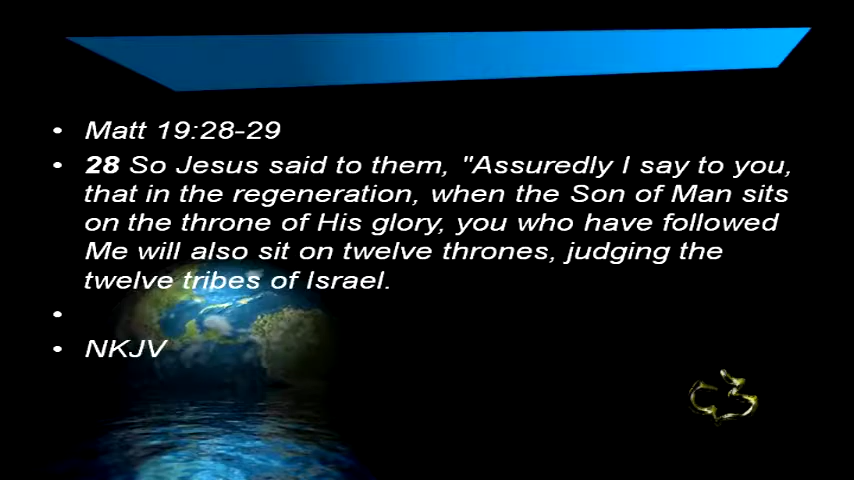 • Matt 19:28-29
• 28 So Jesus said to them, "Assuredly I say to you,
that in the regeneration, when the Son of Man sits
on the throne of His glory, you who have followed
Me will also sit on twelve thrones, judging the
twelve tribes of Israel.
•
• NKJV